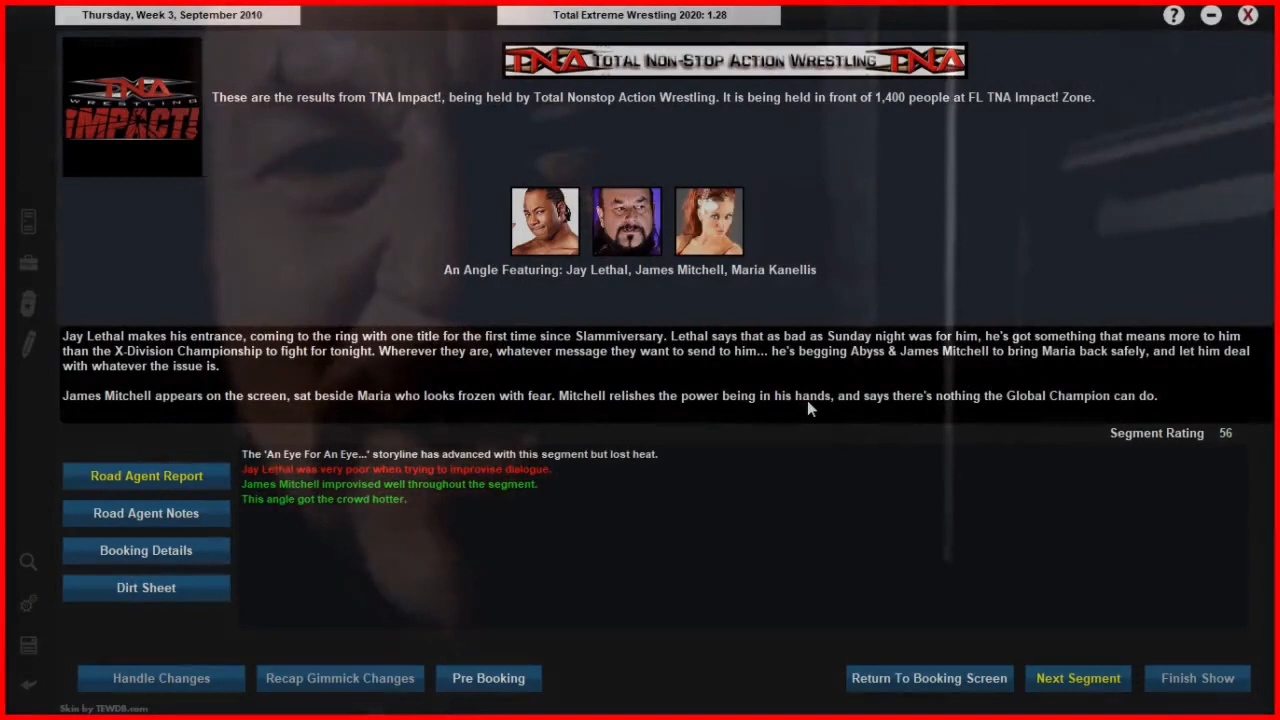 Thursday, Week 3, September 2010
Total Extreme Wrestling 2020: 1.28
? − X
TNA TOTAL NON-STOP ACTION WRESTLING TNA
TNA
WRESTLING
iMPACT!
These are the results from TNA Impact!, being held by Total Nonstop Action Wrestling. It is being held in front of 1,400 people at FL TNA Impact! Zone.
An Angle Featuring: Jay Lethal, James Mitchell, Maria Kanellis
Jay Lethal makes his entrance, coming to the ring with one title for the first time since Slammiversary. Lethal says that as bad as Sunday night was for him, he's got something that means more to him
than the X-Division Championship to fight for tonight. Wherever they are, whatever message they want to send to him... he's begging Abyss & James Mitchell to bring Maria back safely, and let him deal
with whatever the issue is.
James Mitchell appears on the screen, sat beside Maria who looks frozen with fear. Mitchell relishes the power being in his hands, and says there's nothing the Global Champion can do.
Segment Rating 56
The 'An Eye For An Eye...' storyline has advanced with this segment but lost heat.
Jay Lethal was very poor when trying to improvise dialogue.
James Mitchell improvised well throughout the segment.
This angle got the crowd hotter.
Road Agent Report
Road Agent Notes
Booking Details
Dirt Sheet
Handle Changes
Recap Gimmick Changes
Pre Booking
Return To Booking Screen
Next Segment
Finish Show
Skin by TEWDB.com